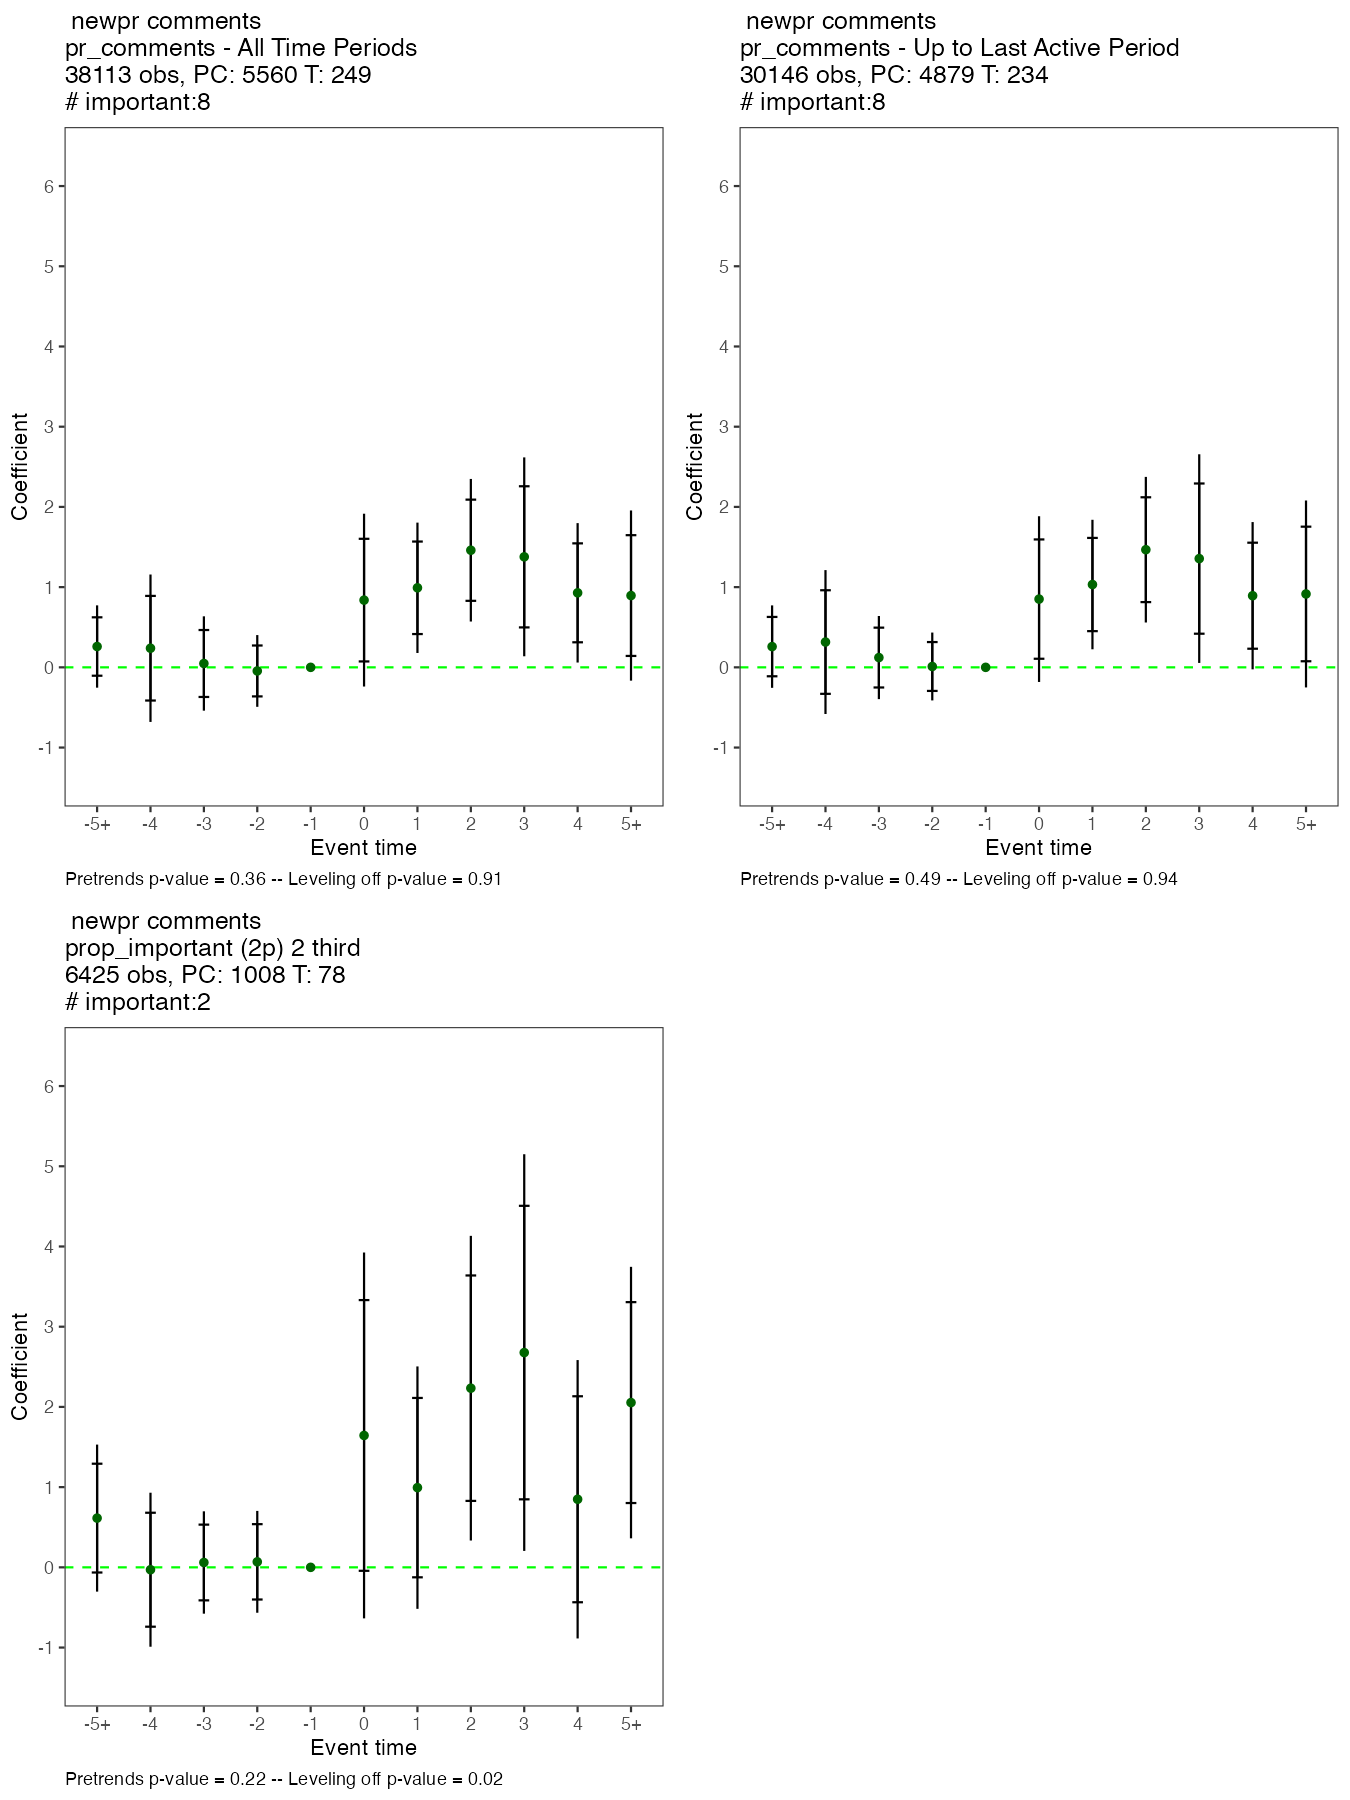 newpr comments
pr_comments - All Time Periods
38113 obs, PC: 5560 T: 249
# important:8
6
5
4
3
2
1
0
-1
Coefficient
-5+ -4 -3 -2 -1 0 1 2 3 4 5+
Event time
Pretrends p-value = 0.36 -- Leveling off p-value = 0.91
newpr comments
pr_comments - Up to Last Active Period
30146 obs, PC: 4879 T: 234
# important:8
6
5
4
3
2
1
0
-1
Coefficient
-5+ -4 -3 -2 -1 0 1 2 3 4 5+
Event time
Pretrends p-value = 0.49 -- Leveling off p-value = 0.94
newpr comments
prop_important (2p) 2 third
6425 obs, PC: 1008 T: 78
# important:2
6
5
4
3
2
1
0
-1
Coefficient
-5+ -4 -3 -2 -1 0 1 2 3 4 5+
Event time
Pretrends p-value = 0.22 -- Leveling off p-value = 0.02